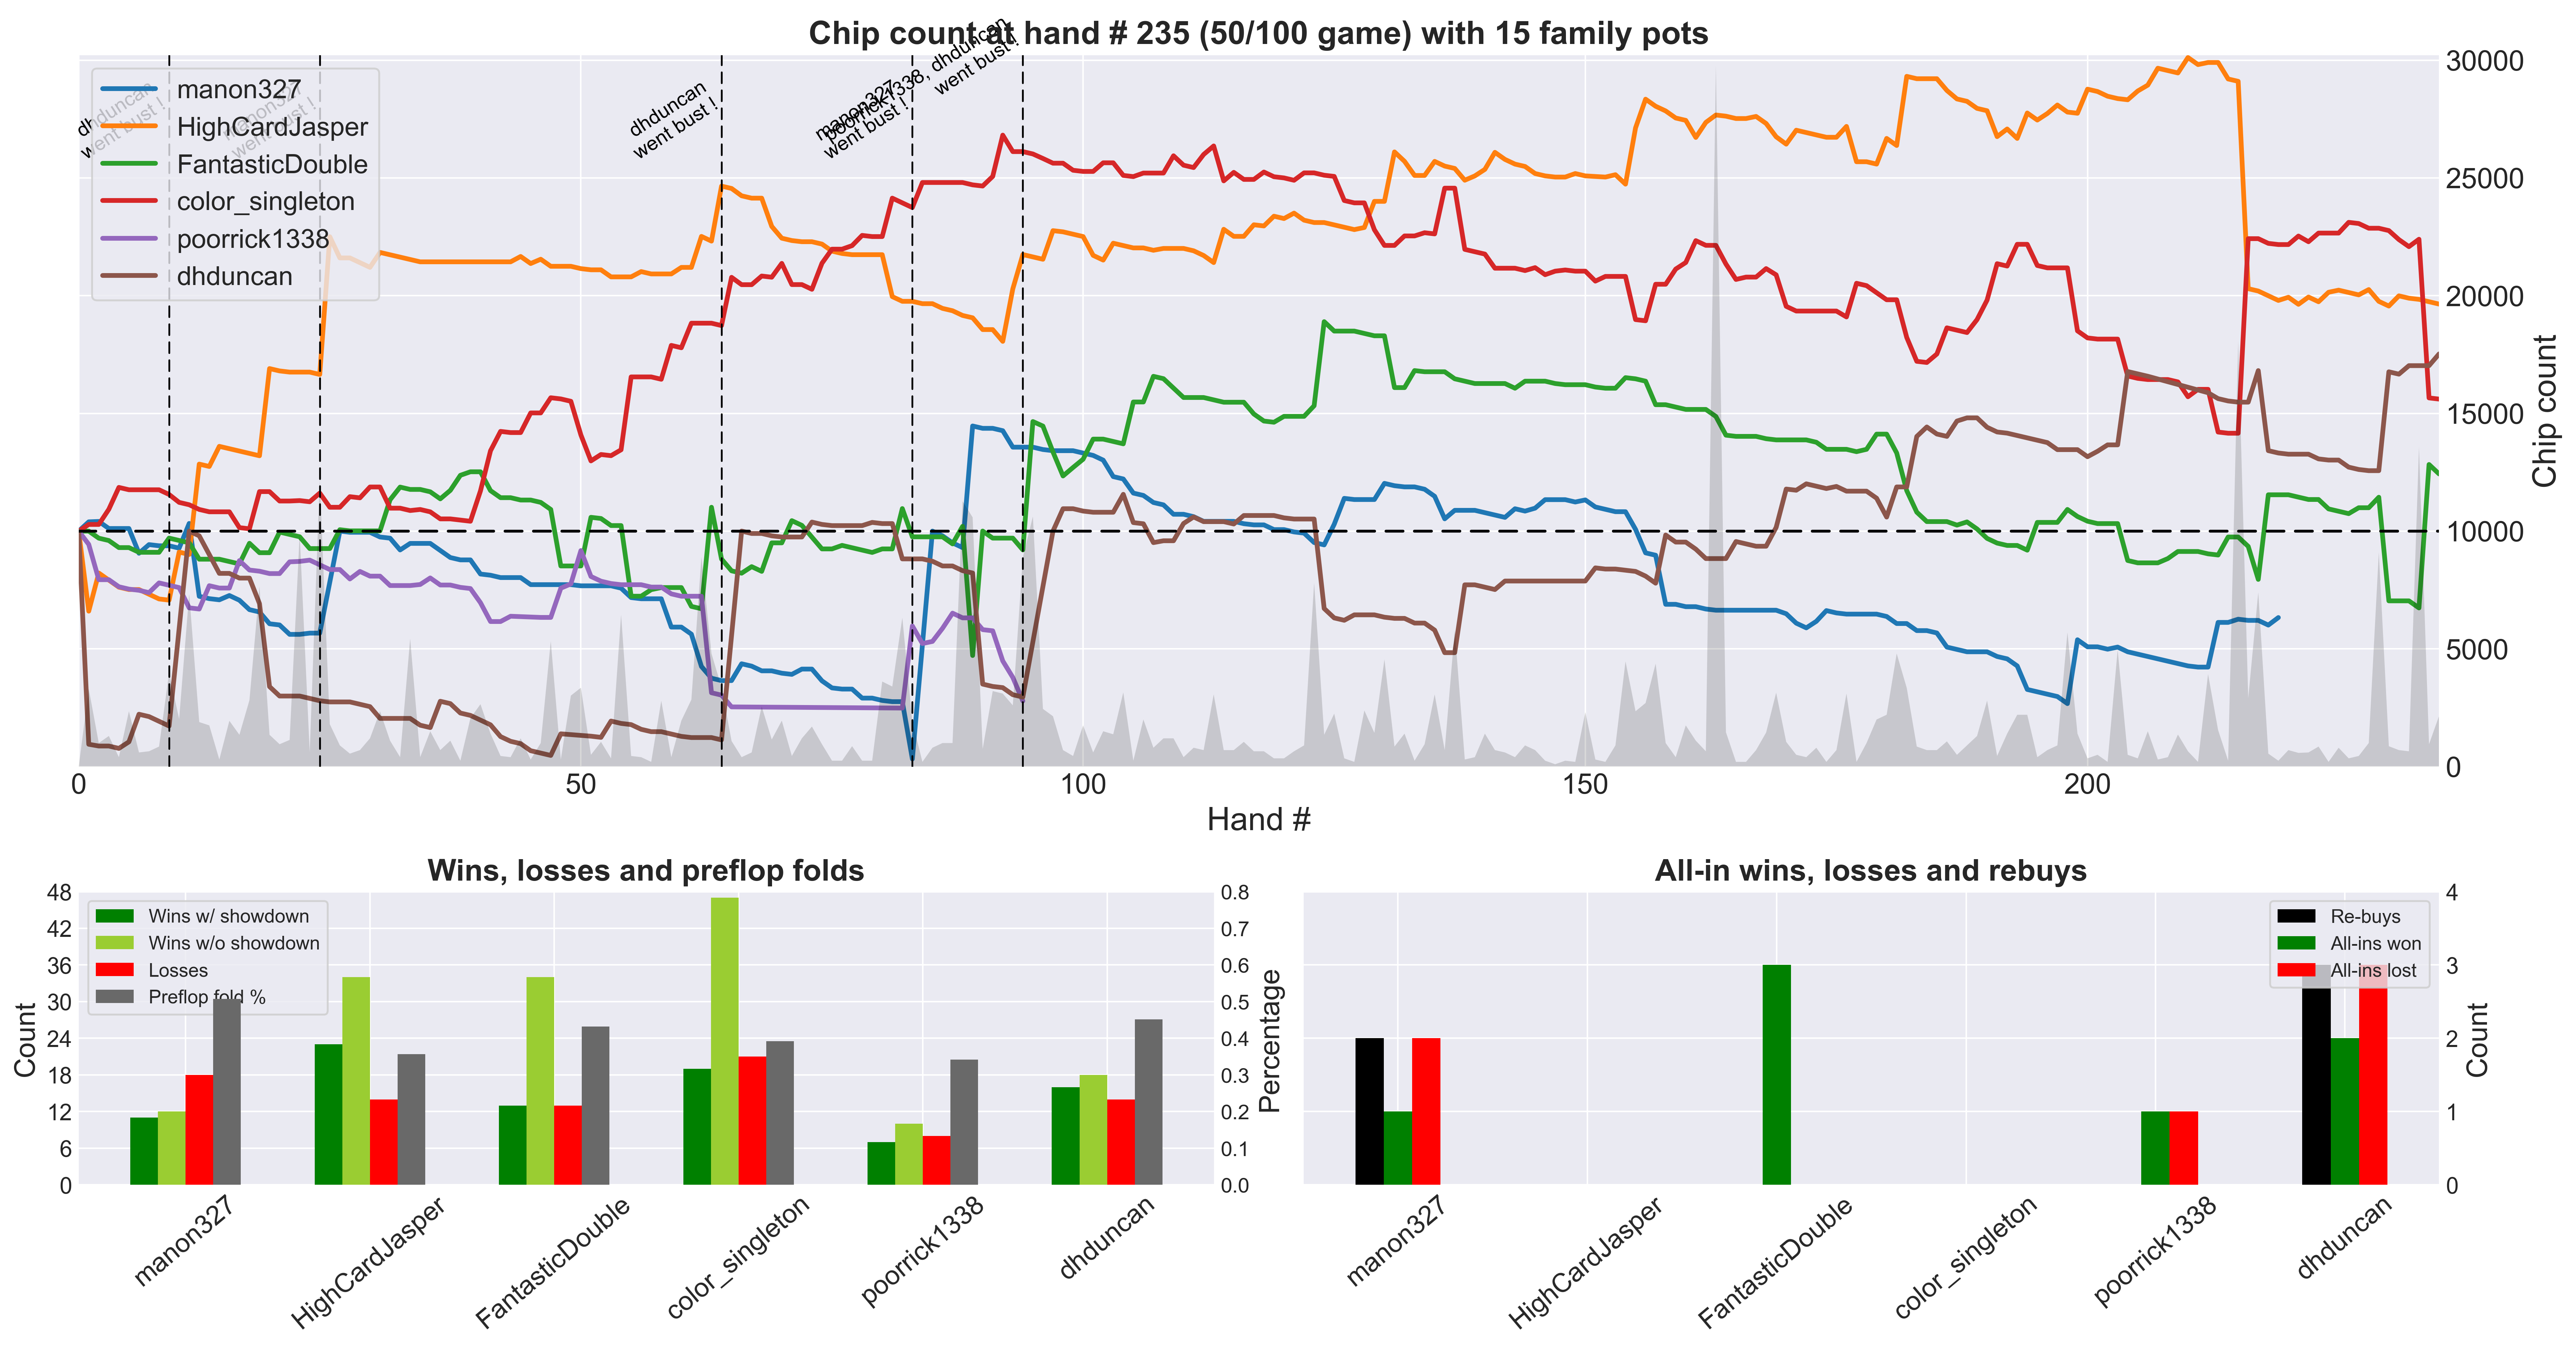 Chip count at hand # 235 (50/100 game) with 15 family pots
dhduncan
went bust !
manon327
went bust !
dhduncan
went bust !
manon327,
poorrick1338
went bust !
poorrick1338, dhduncan
went bust !
manon327
HighCardJasper
FantasticDouble
color_singleton
poorrick1338
dhduncan
30000
25000
20000
15000
10000
5000
0
Chip count
0 50 100 150 200
Hand #
Wins, losses and preflop folds
48
42
36
30
24
18
12
6
0
Count
Wins w/ showdown
Wins w/o showdown
Losses
Preflop fold %
0.8
0.7
0.6
0.5
0.4
0.3
0.2
0.1
0.0
Percentage
manon327
HighCardJasper
FantasticDouble
color_singleton
poorrick1338
dhduncan
All-in wins, losses and rebuys
Re-buys
All-ins won
All-ins lost
4
3
2
1
0
Count
manon327
HighCardJasper
FantasticDouble
color_singleton
poorrick1338
dhduncan